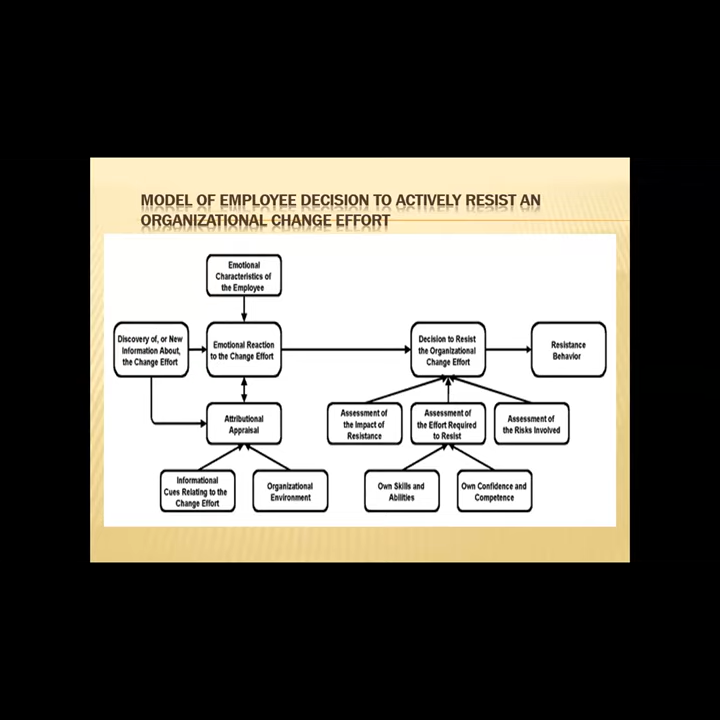 MODEL OF EMPLOYEE DECISION TO ACTIVELY RESIST AN
ORGANIZATIONAL CHANGE EFFORT
Emotional
Characteristics of
the Employee
Discovery of, or New
Information About,
the Change Effort
Emotional Reaction
to the Change Effort
Decision to Resist
the Organizational
Change Effort
Resistance
Behavior
Attributional
Appraisal
Assessment of
the Impact of
Resistance
Assessment of
the Effort Required
to Resist
Assessment of
the Risks Involved
Informational
Cues Relating to the
Change Effort
Organizational
Environment
Own Skills and
Abilities
Own Confidence and
Competence